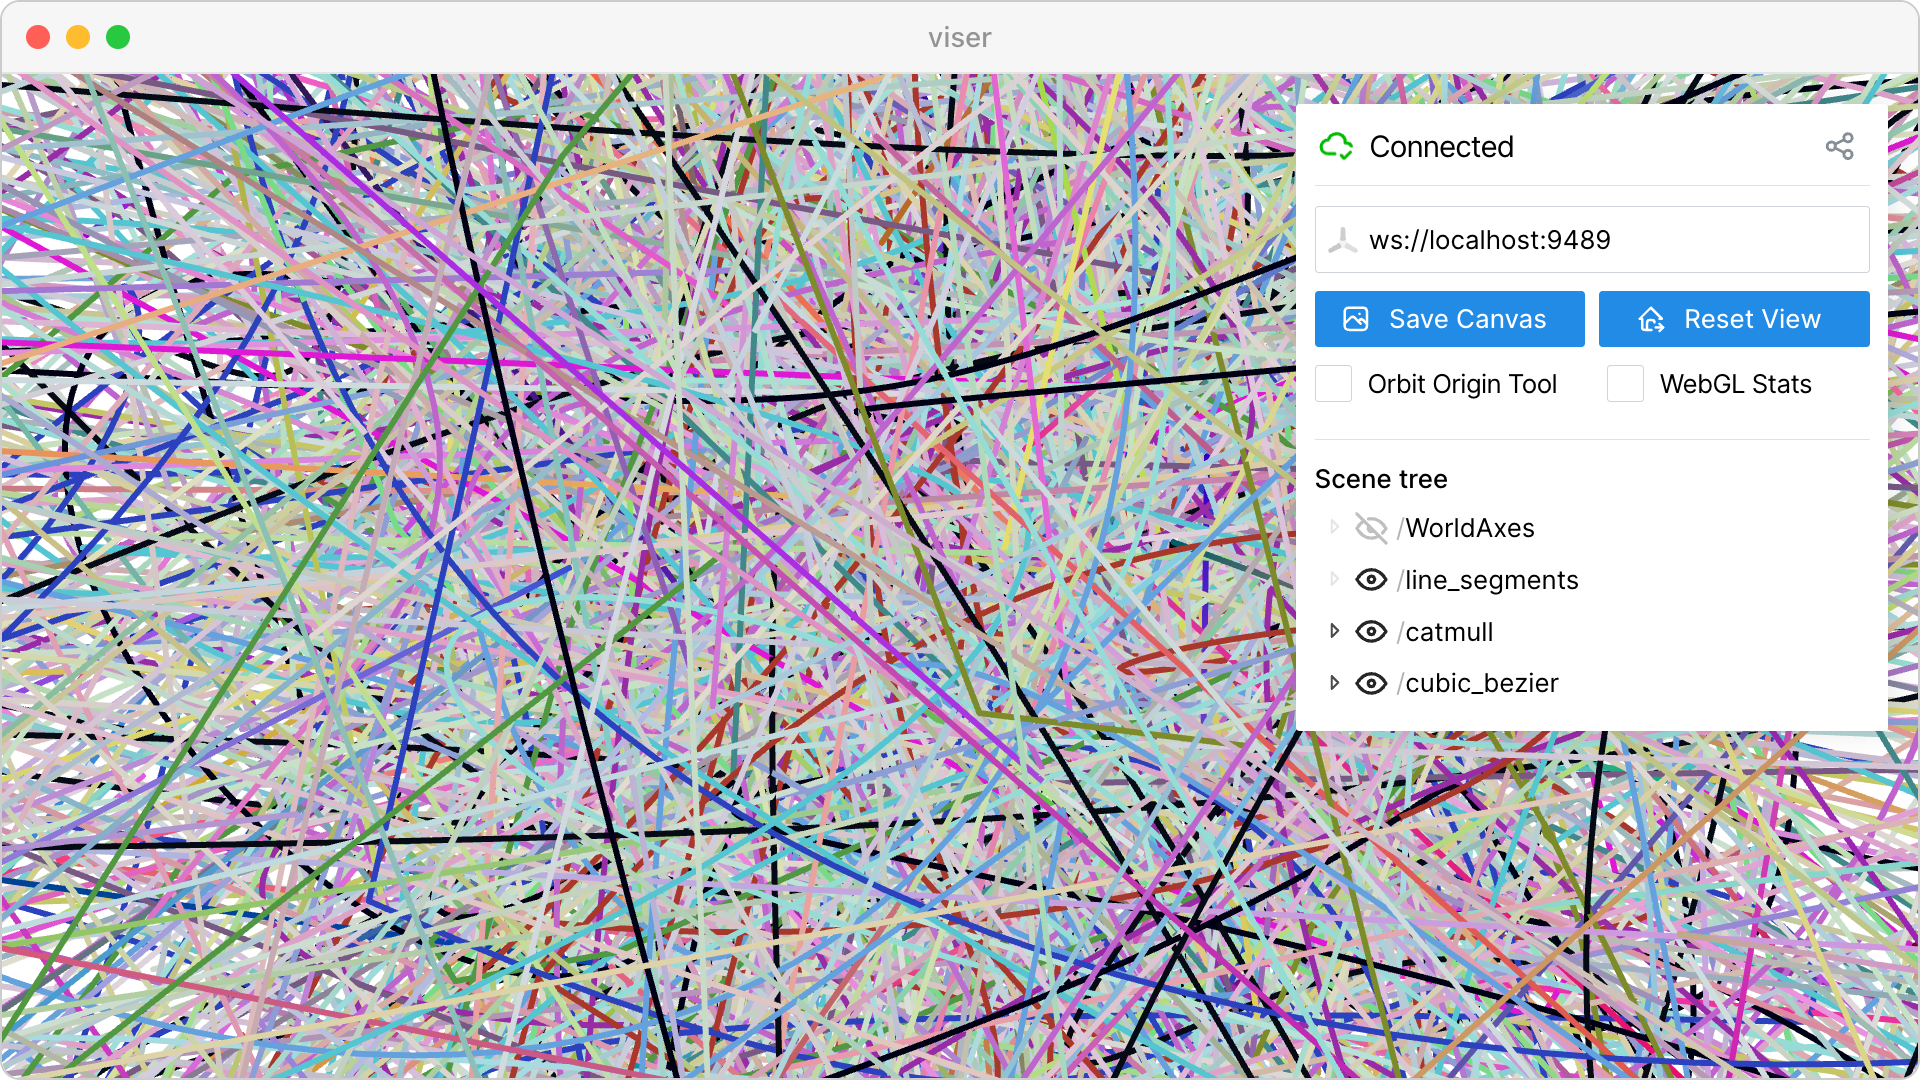 viser
Connected
ws://localhost:9489
Save Canvas
Reset View
Orbit Origin Tool
WebGL Stats
Scene tree
/WorldAxes
/line_segments
/catmull
/cubic_bezier